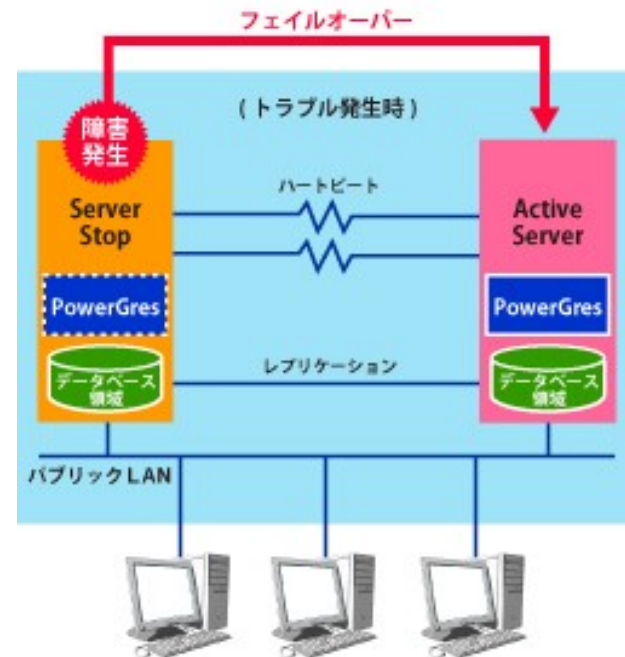 フェイルオーバー
(トラブル発生時)
障害
発生
ハートビート
Server
Stop
Active
Server
PowerGres
PowerGres
レプリケーション
データベース
領域
データベース
領域
パブリックLAN